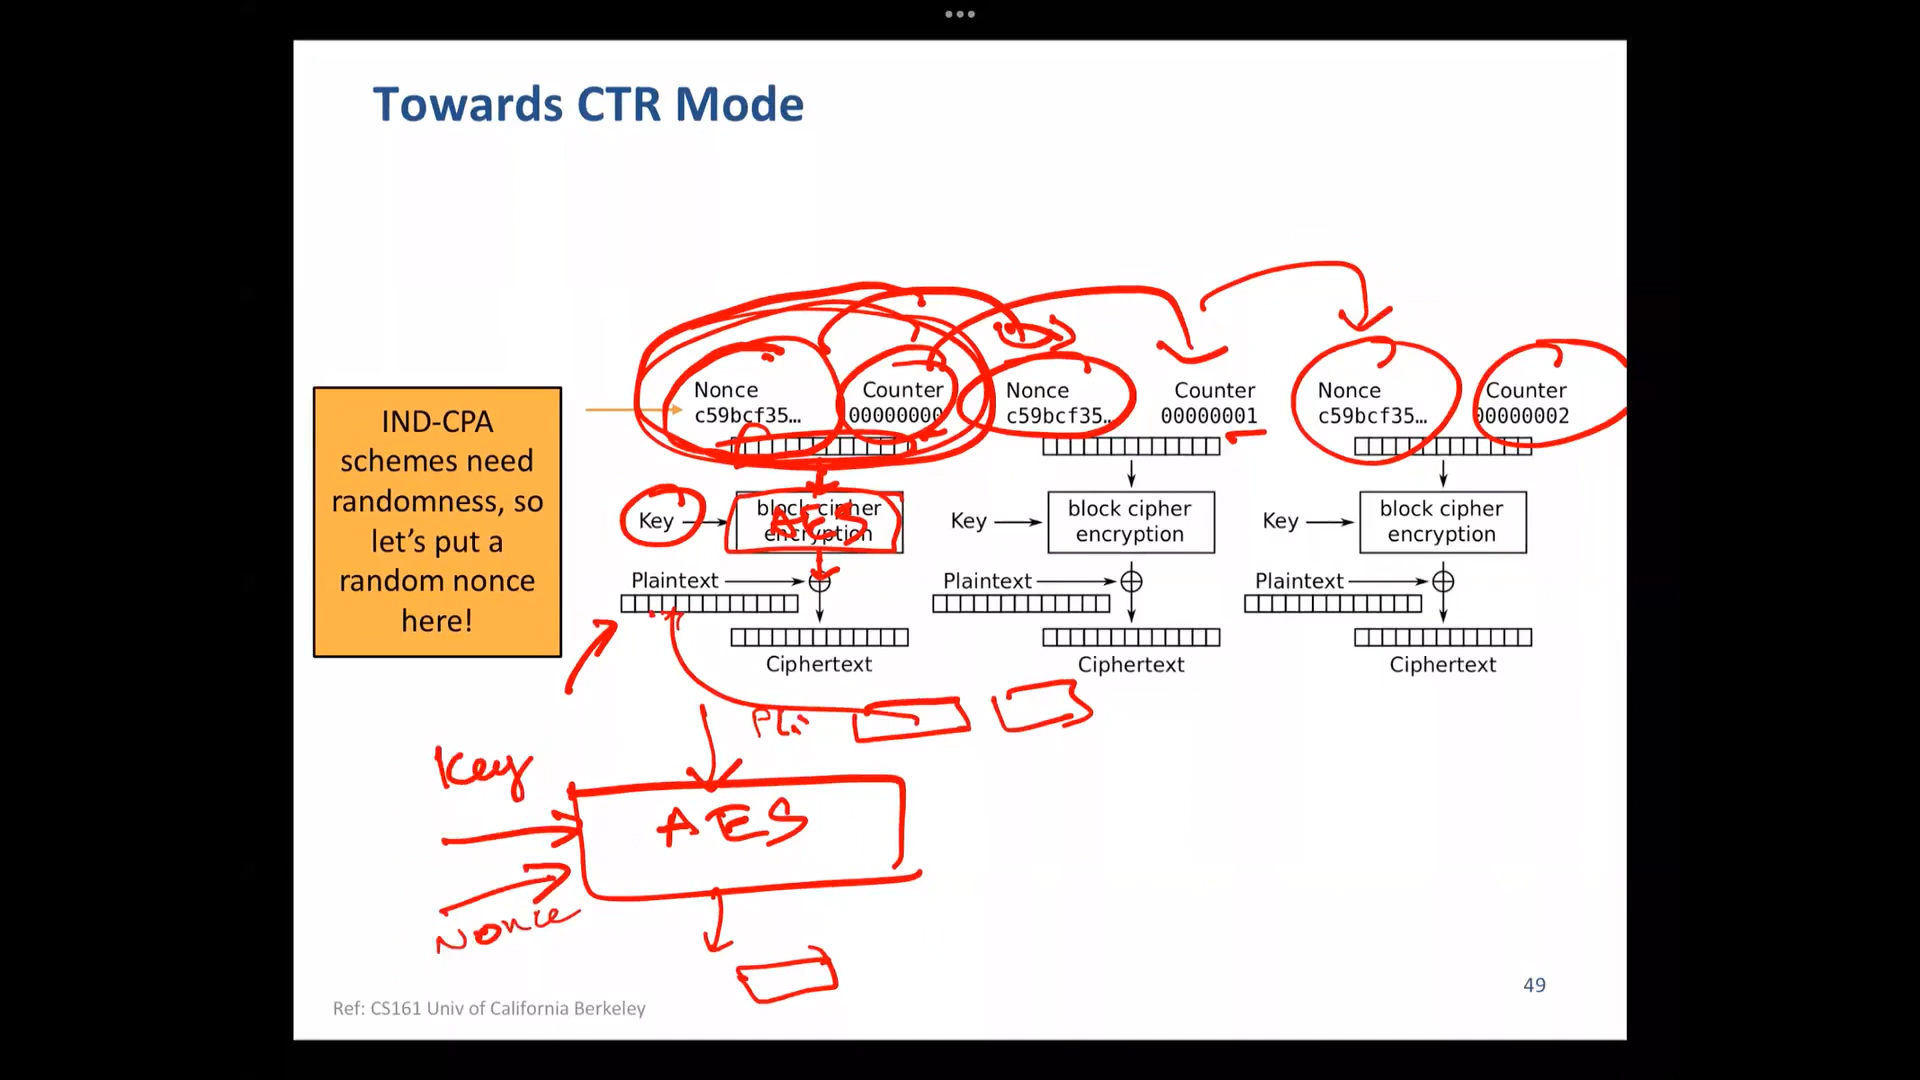 Towards CTR Mode
IND-CPA
schemes need
randomness, so
let's put a
random nonce
here!
Nonce
c59bcf35...
Counter
00000000
Nonce
c59bcf35...
Counter
00000001
Nonce
c59bcf35...
Counter
00000002
Key
block cipher
encryption
AES
Key
block cipher
encryption
Key
block cipher
encryption
Plaintext
Plaintext
Plaintext
Ciphertext
Ciphertext
Ciphertext
Key
AES
Nonce
49
Ref: CS161 Univ of California Berkeley